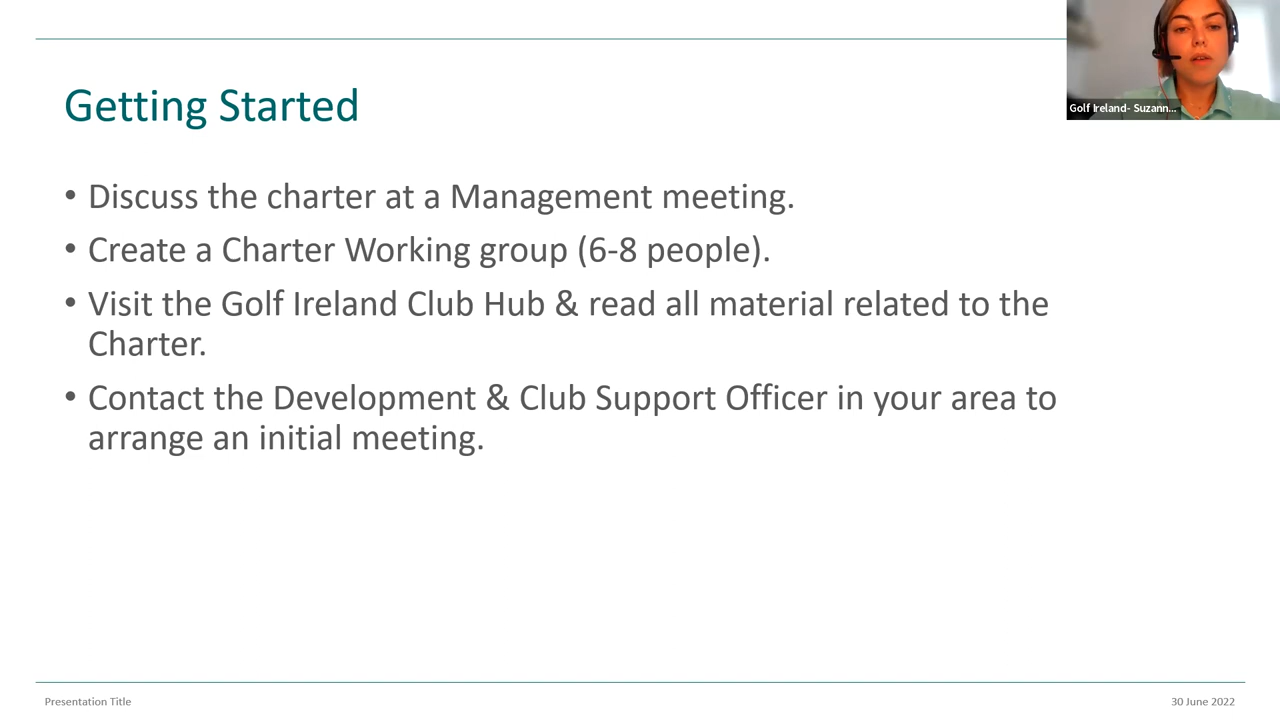 Golf Ireland- Suzann...
Getting Started
• Discuss the charter at a Management meeting.
• Create a Charter Working group (6-8 people).
• Visit the Golf Ireland Club Hub & read all material related to the
Charter.
• Contact the Development & Club Support Officer in your area to
arrange an initial meeting.
Presentation Title
30 June 2022